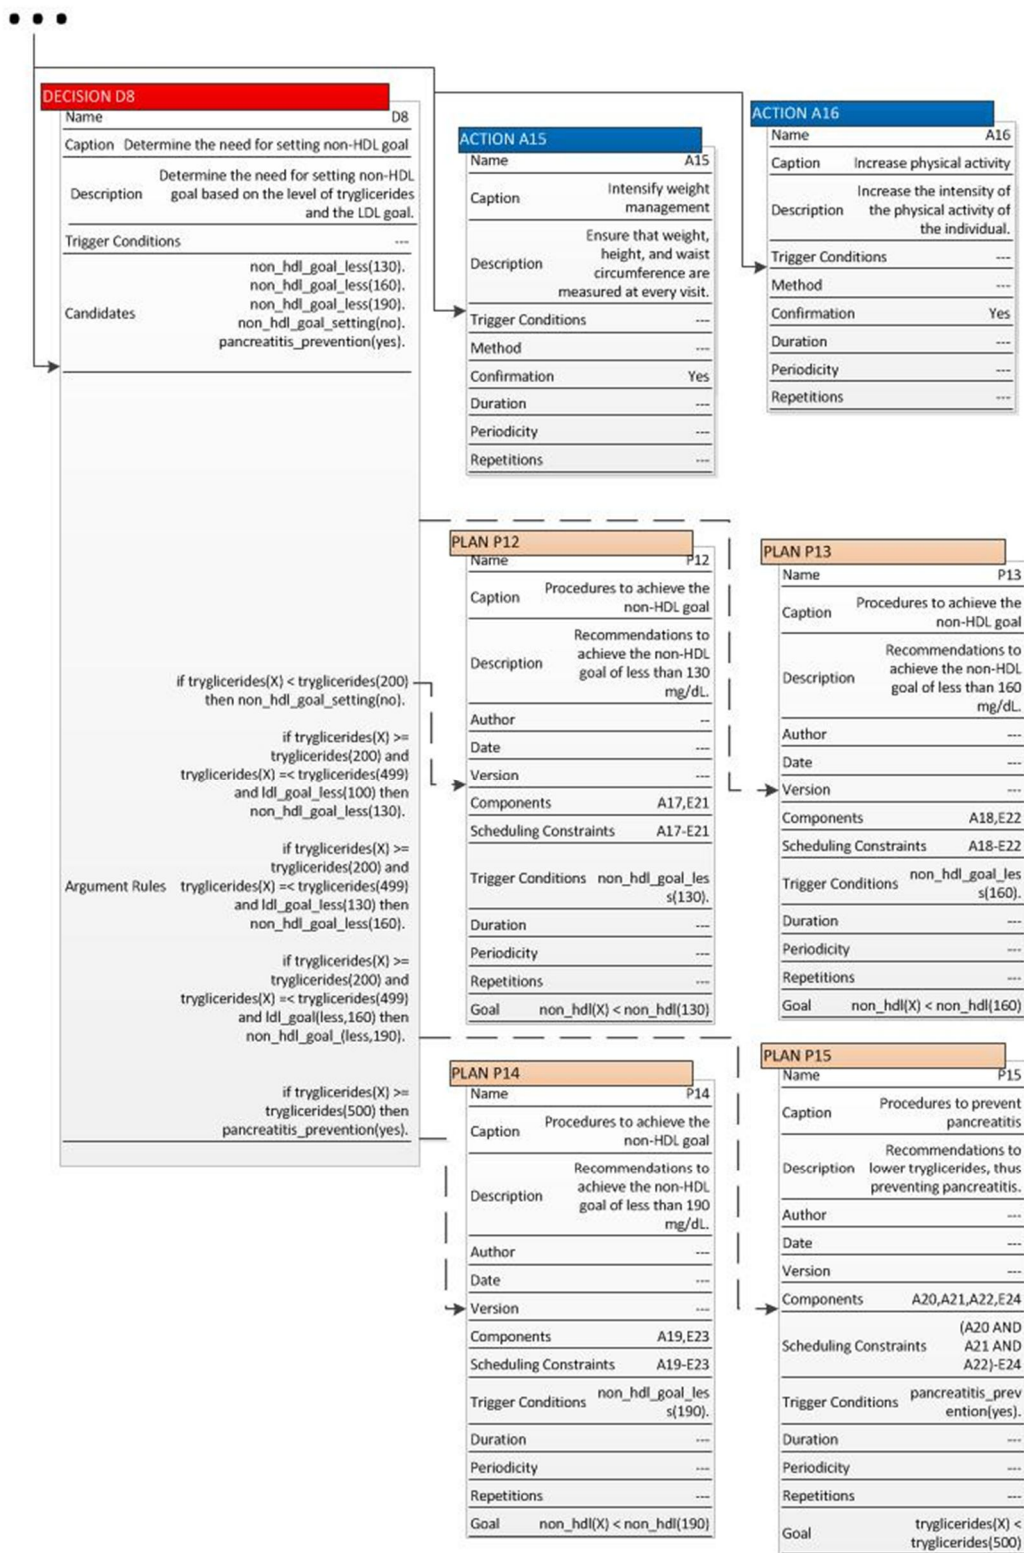 DECISION D8
Name D8
Caption Determine the need for setting non-HDL goal
Determine the need for setting non-HDL
Description goal based on the level of tryglicerides
and the LDL goal.
Trigger Conditions ---
non_hdl_goal_less(130).
non_hdl_goal_less(160).
Candidates non_hdl_goal_less(190).
non_hdl_goal_setting(no).
pancreatitis_prevention(yes).
if tryglicerides(X) < tryglicerides(200)
then non_hdl_goal_setting(no).
if tryglicerides(X) >=
tryglicerides(200) and
tryglicerides(X) =< tryglicerides(499)
and ldl_goal_less(100) then
non_hdl_goal_less(130).
if tryglicerides(X) >=
tryglicerides(200) and
Argument Rules tryglicerides(X) =< tryglicerides(499)
and ldl_goal_less(130) then
non_hdl_goal_less(160).
if tryglicerides(X) >=
tryglicerides(200) and
tryglicerides(X) =< tryglicerides(499)
and ldl_goal(less,160) then
non_hdl_goal_(less,190).
if tryglicerides(X) >=
tryglicerides(500) then
pancreatitis_prevention(yes).
ACTION A15
Name A15
Caption Intensify weight
management
Ensure that weight,
Description height, and waist
circumference are
measured at every visit.
Trigger Conditions ---
Method ---
Confirmation Yes
Duration ---
Periodicity ---
Repetitions ---
ACTION A16
Name A16
Caption Increase physical activity
Increase the intensity of
Description the physical activity of
the individual.
Trigger Conditions ---
Method ---
Confirmation Yes
Duration ---
Periodicity ---
Repetitions ---
PLAN P12
Name P12
Caption Procedures to achieve the
non-HDL goal
Recommendations to
Description achieve the non-HDL
goal of less than 130
mg/dL.
Author --
Date ---
Version ---
Components A17,E21
Scheduling Constraints A17-E21
Trigger Conditions non_hdl_goal_les
s(130).
Duration ---
Periodicity ---
Repetitions ---
Goal non_hdl(X) < non_hdl(130)
PLAN P13
Name P13
Caption Procedures to achieve the
non-HDL goal
Recommendations to
Description achieve the non-HDL
goal of less than 160
mg/dL.
Author ---
Date ---
Version ---
Components A18,E22
Scheduling Constraints A18-E22
Trigger Conditions non_hdl_goal_les
s(160).
Duration ---
Periodicity ---
Repetitions ---
Goal non_hdl(X) < non_hdl(160)
PLAN P14
Name P14
Caption Procedures to achieve the
non-HDL goal
Recommendations to
Description achieve the non-HDL
goal of less than 190
mg/dL.
Author ---
Date ---
Version ---
Components A19,E23
Scheduling Constraints A19-E23
Trigger Conditions non_hdl_goal_les
s(190).
Duration ---
Periodicity ---
Repetitions ---
Goal non_hdl(X) < non_hdl(190)
PLAN P15
Name P15
Caption Procedures to prevent
pancreatitis
Recommendations to
Description lower tryglicerides, thus
preventing pancreatitis.
Author ---
Date ---
Version ---
Components A20,A21,A22,E24
(A20 AND
Scheduling Constraints A21 AND
A22)-E24
Trigger Conditions pancreatitis_prev
ention(yes).
Duration ---
Periodicity ---
Repetitions ---
Goal tryglicerides(X) <
tryglicerides(500)